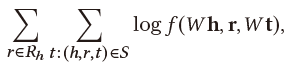 ∑_{r∈R_h} ∑_{t:(h,r,t)∈S} log f(Wh, r, Wt),